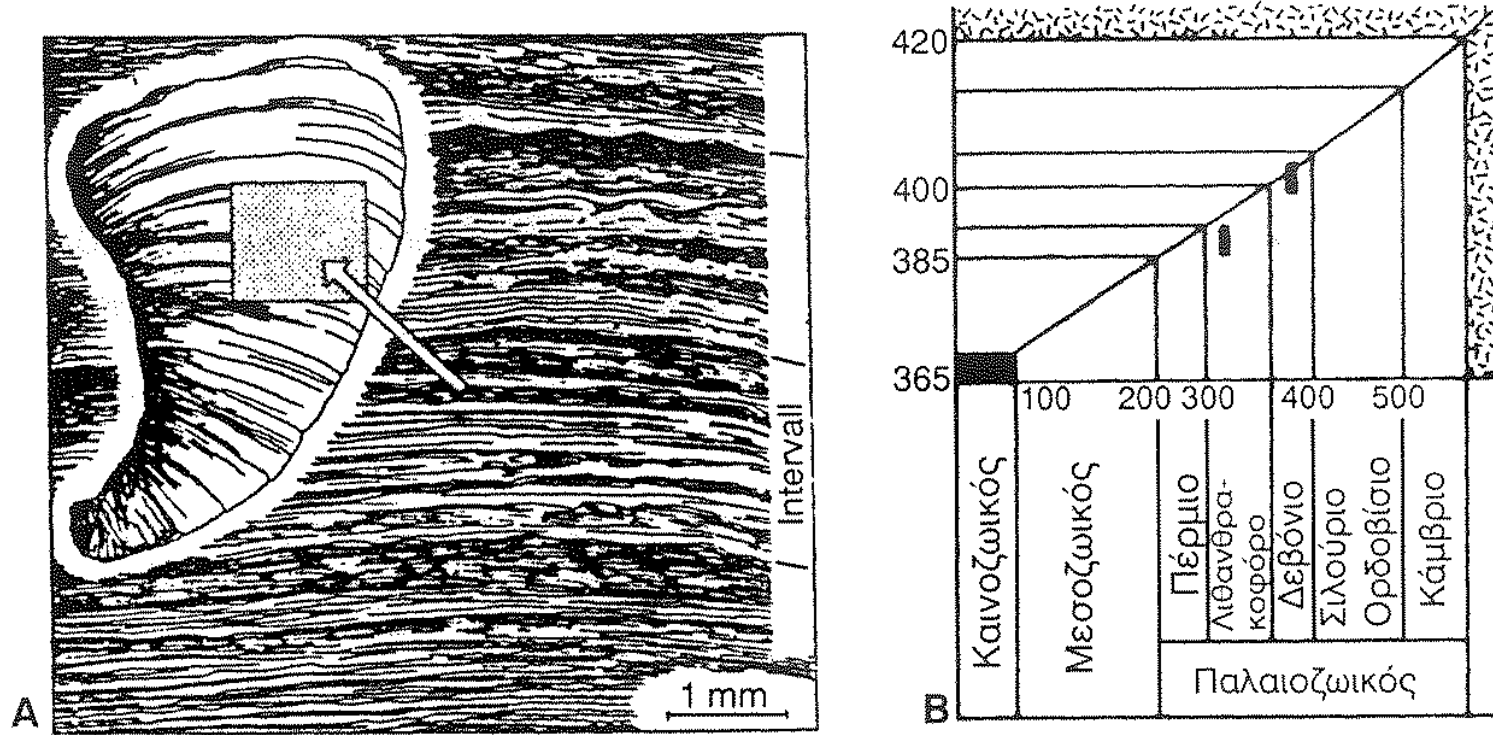 Intervall
1 mm
A
420
400
385
365
100 200 300 400 500
Καινοζωικός
Μεσοζωικός
Πέρμιο
Λιθανθρα-
κοφόρο
Δεβόνιο
Σιλούριο
Ορδοβίσιο
Κάμβριο
Παλαιοζωικός
B